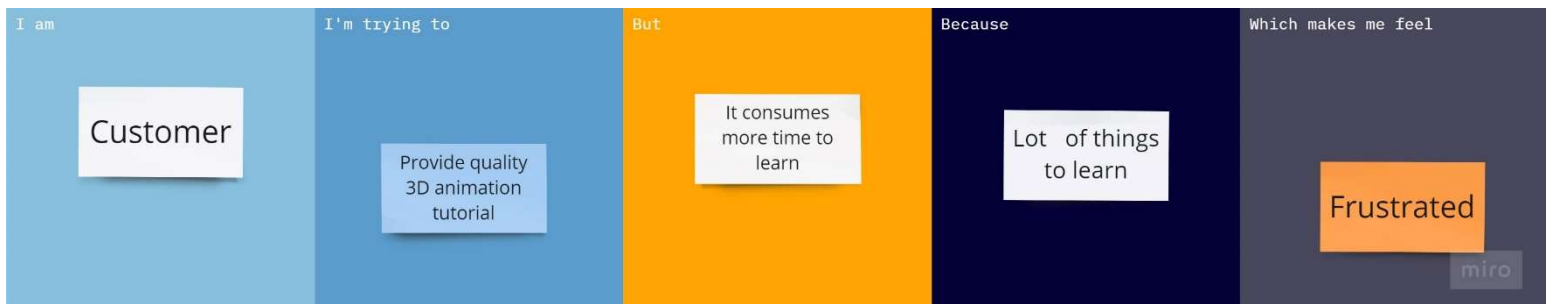 I am
Customer
I'm trying to
Provide quality
3D animation
tutorial
But
It consumes
more time to
learn
Because
Lot of things
to learn
Which makes me feel
Frustrated
miro